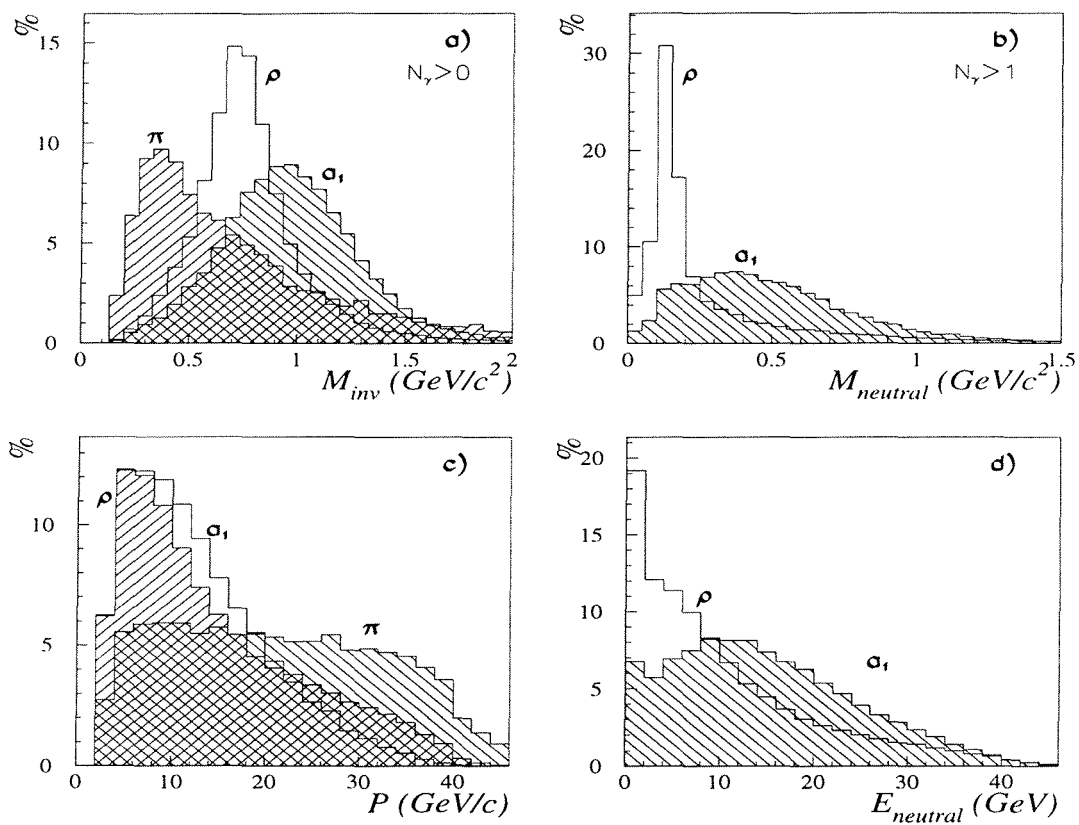 %
15
10
5
0
a)
N_γ>0
ρ
π
a₁
0
0.5
1
1.5
2
M_inv (GeV/c²)
%
30
20
10
0
b)
N_γ>1
ρ
a₁
0
0.5
1
1.5
M_neutral (GeV/c²)
%
10
5
0
c)
ρ
a₁
π
0
10
20
30
40
P (GeV/c)
%
20
15
10
5
0
d)
ρ
a₁
0
10
20
30
40
E_neutral (GeV)